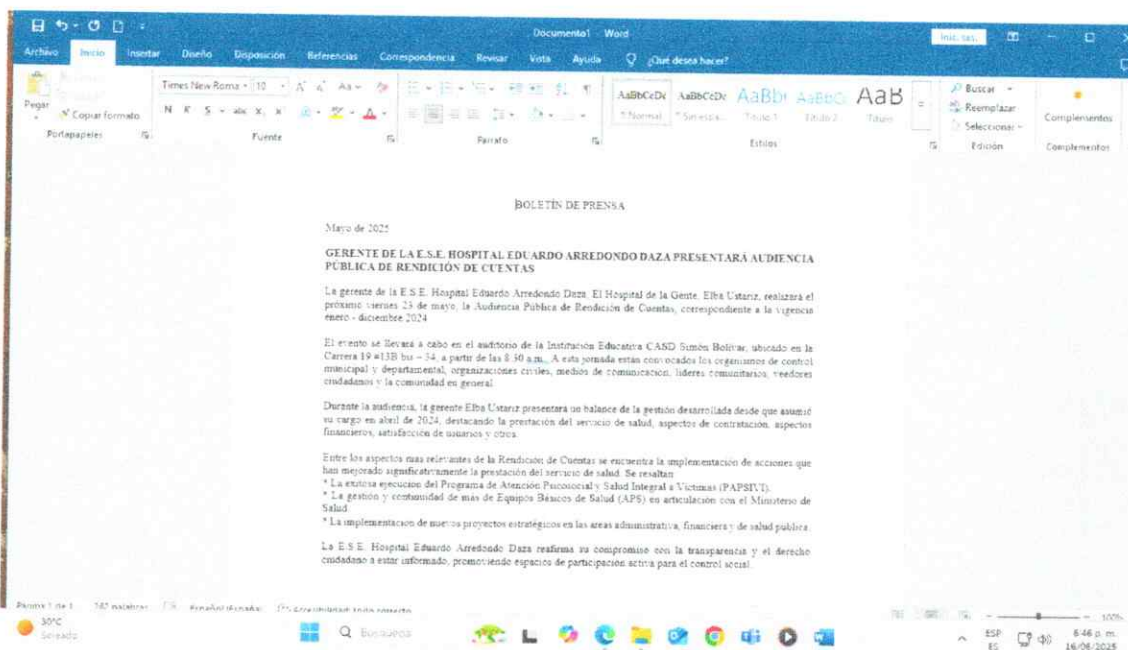 Documento1 Word
Archivo Inicio Insertar Diseño Disposición Referencias Correspondencia Revisar Vista Ayuda ¿Qué desea hacer?
Pegar
Copiar formato
Portapapeles
Times New Roma 10
N K S abc x x
Fuente
Párrafo
AaBbCcDc AaBbCcDc AaBb AaBbC AaB
Normal Título 1 Título 2 Título
Estilos
Buscar
Reemplazar
Seleccionar
Edición
Complementos
Complementos
BOLETÍN DE PRENSA
Mayo de 2025
GERENTE DE LA E.S.E. HOSPITAL EDUARDO ARREDONDO DAZA PRESENTARÁ AUDIENCIA
PÚBLICA DE RENDICIÓN DE CUENTAS
La gerente de la E.S.E. Hospital Eduardo Arredondo Daza, El Hospital de la Gente, Elba Ustariz, realizará el
próximo viernes 23 de mayo, la Audiencia Pública de Rendición de Cuentas, correspondiente a la vigencia
enero - diciembre 2024
El evento se llevará a cabo en el auditorio de la Institución Educativa CASD Simón Bolívar, ubicado en la
Carrera 19 #13B bis – 34, a partir de las 8:30 a.m. A esta jornada están convocados los organismos de control
municipal y departamental, organizaciones civiles, medios de comunicación, líderes comunitarios, veedores
ciudadanos y la comunidad en general
Durante la audiencia, la gerente Elba Ustariz presentará un balance de la gestión desarrollada desde que asumió
su cargo en abril de 2024, destacando la prestación del servicio de salud, aspectos de contratación, aspectos
financieros, satisfacción de usuarios y otros.
Entre los aspectos más relevantes de la Rendición de Cuentas se encuentra la implementación de acciones que
han mejorado significativamente la prestación del servicio de salud. Se resaltan
* La exitosa ejecución del Programa de Atención Psicosocial y Salud Integral a Víctimas (PAPSIVI).
* La gestión y continuidad de más de Equipos Básicos de Salud (APS) en articulación con el Ministerio de
Salud
* La implementación de nuevos proyectos estratégicos en las áreas administrativa, financiera y de salud pública.
La E.S.E. Hospital Eduardo Arredondo Daza reafirma su compromiso con la transparencia y el derecho
ciudadano a estar informado, promoviendo espacios de participación activa para el control social.
Página 1 de 1 262 palabras Español (España) Accesibilidad: todo correcto
100%
30°C
Soleado
Búsqueda
ESP
ES
6:46 p. m.
16/06/2025